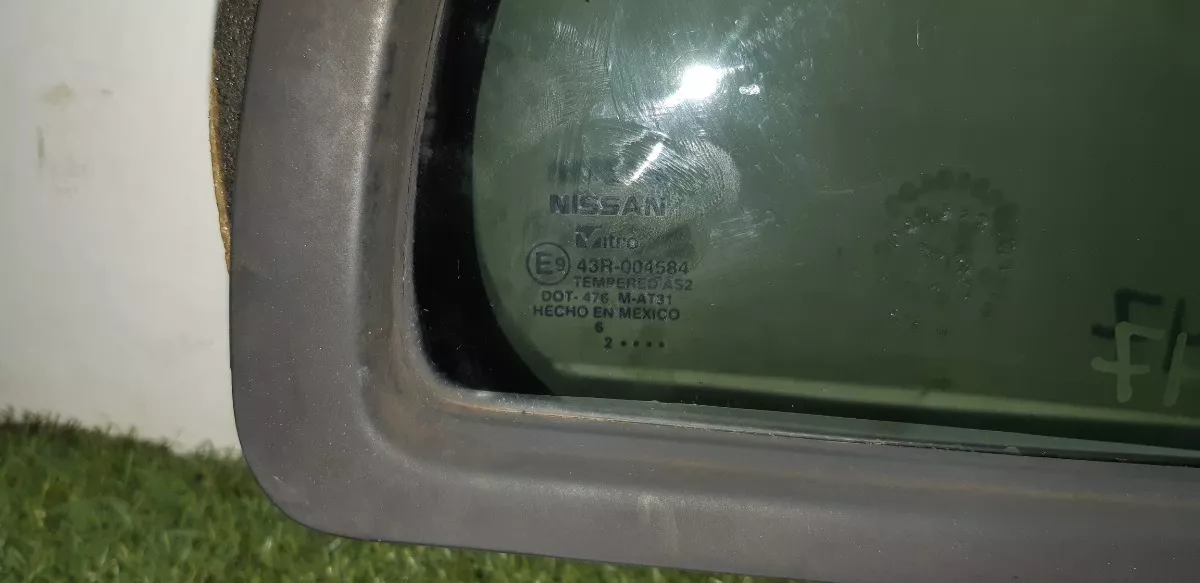 NISSAN
Vitro
E9 43R-004584
TEMPERED AS2
DOT-476 M-AT31
HECHO EN MEXICO
6
2 ••••